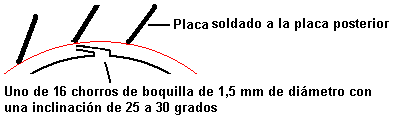 Placa soldado a la placa posterior
Uno de 16 chorros de boquilla de 1,5 mm de diámetro con
una inclinación de 25 a 30 grados